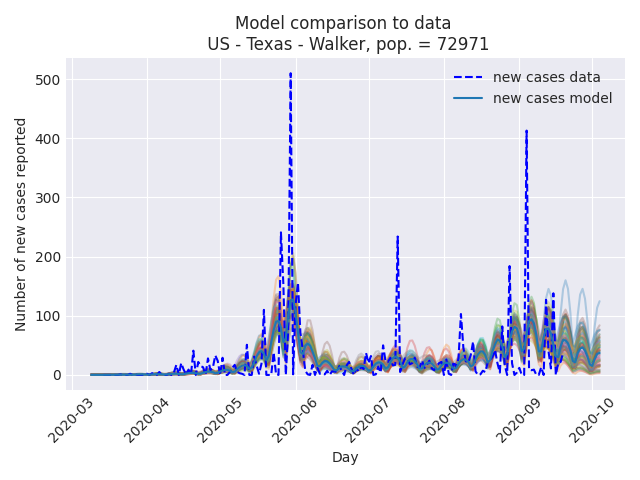 Model comparison to data
US - Texas - Walker, pop. = 72971
new cases data
new cases model
Number of new cases reported
500
400
300
200
100
0
2020-03
2020-04
2020-05
2020-06
2020-07
2020-08
2020-09
2020-10
Day